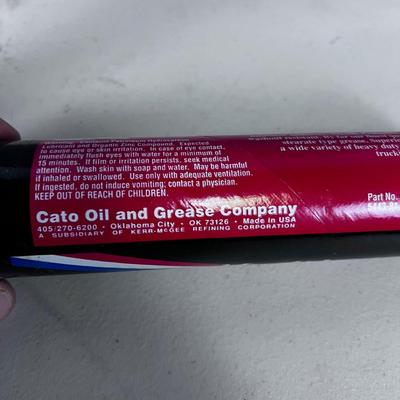 Lubricant and Organic Zinc Compound. Expected
to cause eye or skin irritation. In case of eye contact,
immediately flush eyes with water for a minimum of
15 minutes. If film or irritation persists, seek medical
attention. Wash skin with soap and water. May be harmful
if inhaled or swallowed. Use only with adequate ventilation.
If ingested, do not induce vomiting; contact a physician.
KEEP OUT OF REACH OF CHILDREN.
Cato Oil and Grease Company
405/270-6200 • Oklahoma City • OK 73126 • Made in USA
A SUBSIDIARY OF KERR-McGEE REFINING CORPORATION
stearate type grease. Superio
a wide variety of heavy duty
truck
Part No.